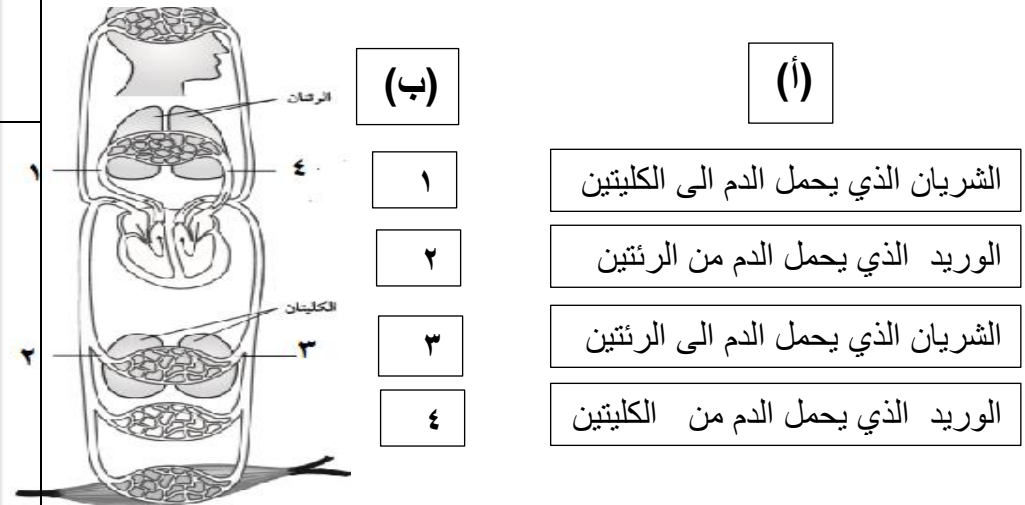 (أ)
(ب)
الشريان الذي يحمل الدم الى الكليتين
١
الوريد الذي يحمل الدم من الرئتين
٢
الشريان الذي يحمل الدم الى الرئتين
٣
الوريد الذي يحمل الدم من الكليتين
٤
الرئتان
٤
١
الكليتان
٣
٢